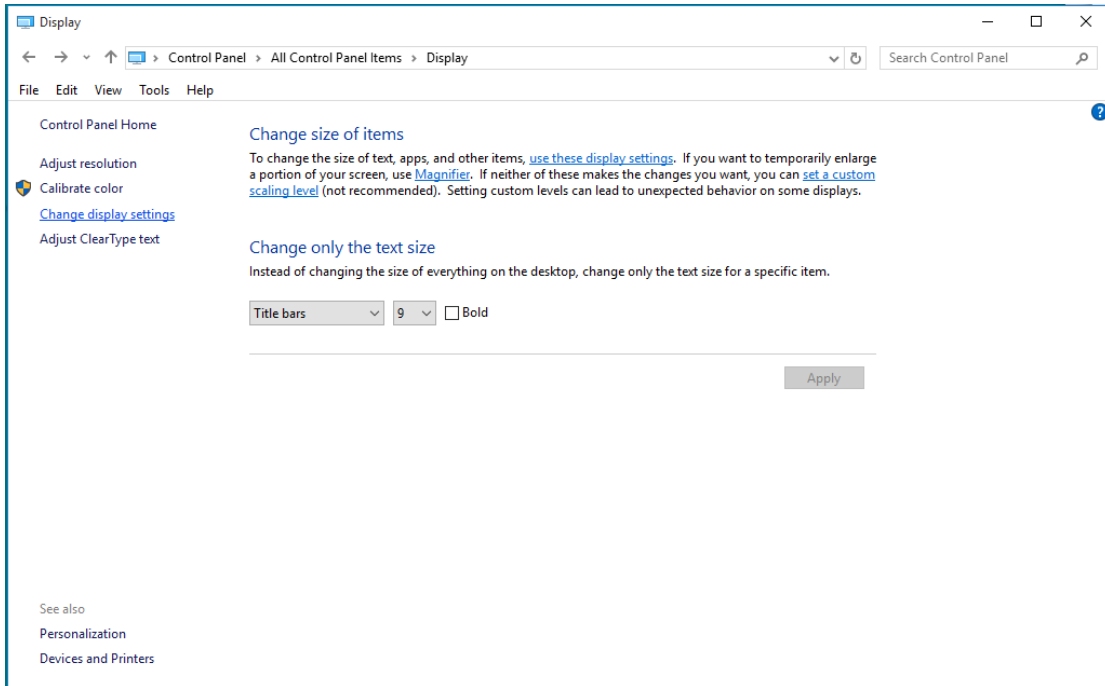 Display
Control Panel > All Control Panel Items > Display
Search Control Panel
File Edit View Tools Help
Control Panel Home
Adjust resolution
Calibrate color
Change display settings
Adjust ClearType text
Change size of items
To change the size of text, apps, and other items, use these display settings. If you want to temporarily enlarge
a portion of your screen, use Magnifier. If neither of these makes the changes you want, you can set a custom
scaling level (not recommended). Setting custom levels can lead to unexpected behavior on some displays.
Change only the text size
Instead of changing the size of everything on the desktop, change only the text size for a specific item.
Title bars 9 Bold
Apply
See also
Personalization
Devices and Printers